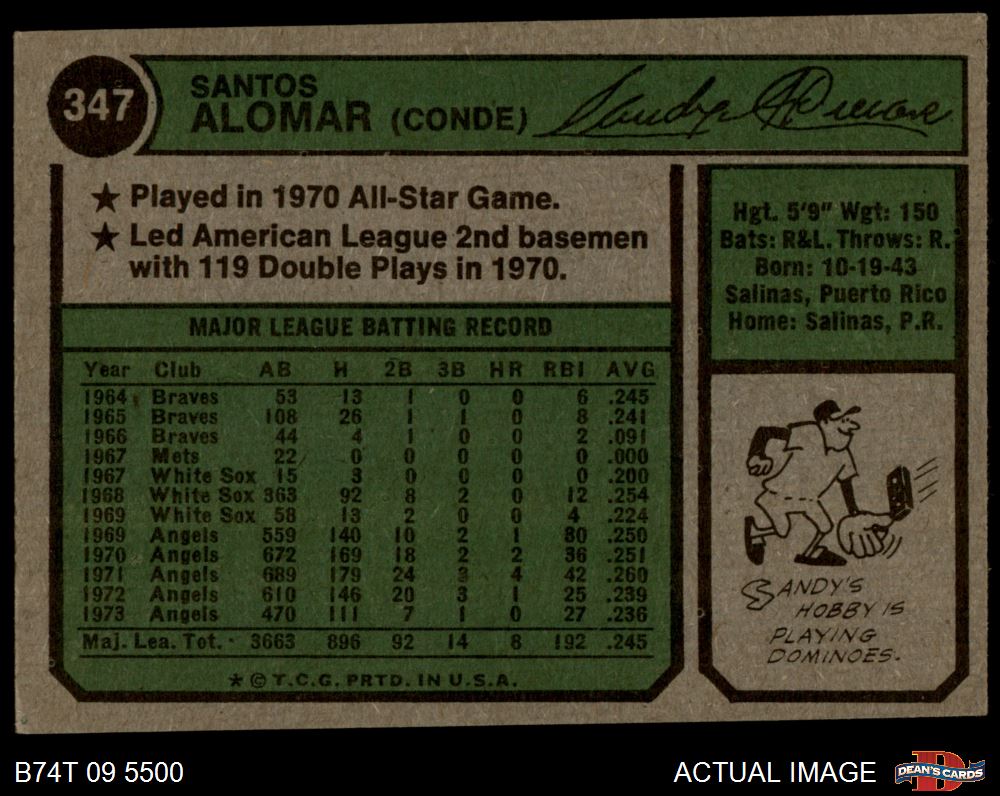 347
SANTOS
ALOMAR (CONDE)
Sandy Alomar
★ Played in 1970 All-Star Game.
★ Led American League 2nd basemen
with 119 Double Plays in 1970.
MAJOR LEAGUE BATTING RECORD
Year Club AB H 2B 3B HR RBI AVG
1964 Braves 53 13 1 0 0 6 .245
1965 Braves 108 26 1 1 0 8 .241
1966 Braves 44 4 1 0 0 2 .091
1967 Mets 22 0 0 0 0 0 .000
1967 White Sox 15 3 0 0 0 0 .200
1968 White Sox 363 92 8 2 0 12 .254
1969 White Sox 58 13 2 0 0 4 .224
1969 Angels 559 140 10 2 1 30 .250
1970 Angels 672 169 18 2 2 36 .251
1971 Angels 689 179 24 3 4 42 .260
1972 Angels 610 146 20 3 1 25 .239
1973 Angels 470 111 7 1 0 27 .236
Maj. Lea. Tot. 3663 896 92 14 8 192 .245
★ © T.C.G. PRTD. IN U.S.A.
Hgt. 5'9" Wgt: 150
Bats: R&L. Throws: R.
Born: 10-19-43
Salinas, Puerto Rico
Home: Salinas, P.R.
SANDY'S
HOBBY IS
PLAYING
DOMINOES.
B74T 09 5500
ACTUAL IMAGE
DEAN'S CARDS